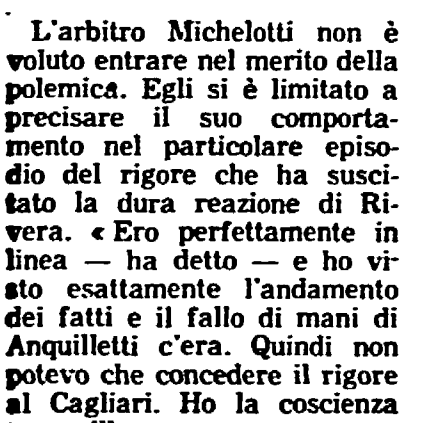 L'arbitro Michelotti non è
voluto entrare nel merito della
polemica. Egli si è limitato a
precisare il suo comporta-
mento nel particolare episo-
dio del rigore che ha susci-
tato la dura reazione di Ri-
vera. « Ero perfettamente in
linea — ha detto — e ho vi-
sto esattamente l'andamento
dei fatti e il fallo di mani di
Anquilletti c'era. Quindi non
potevo che concedere il rigore
al Cagliari. Ho la coscienza